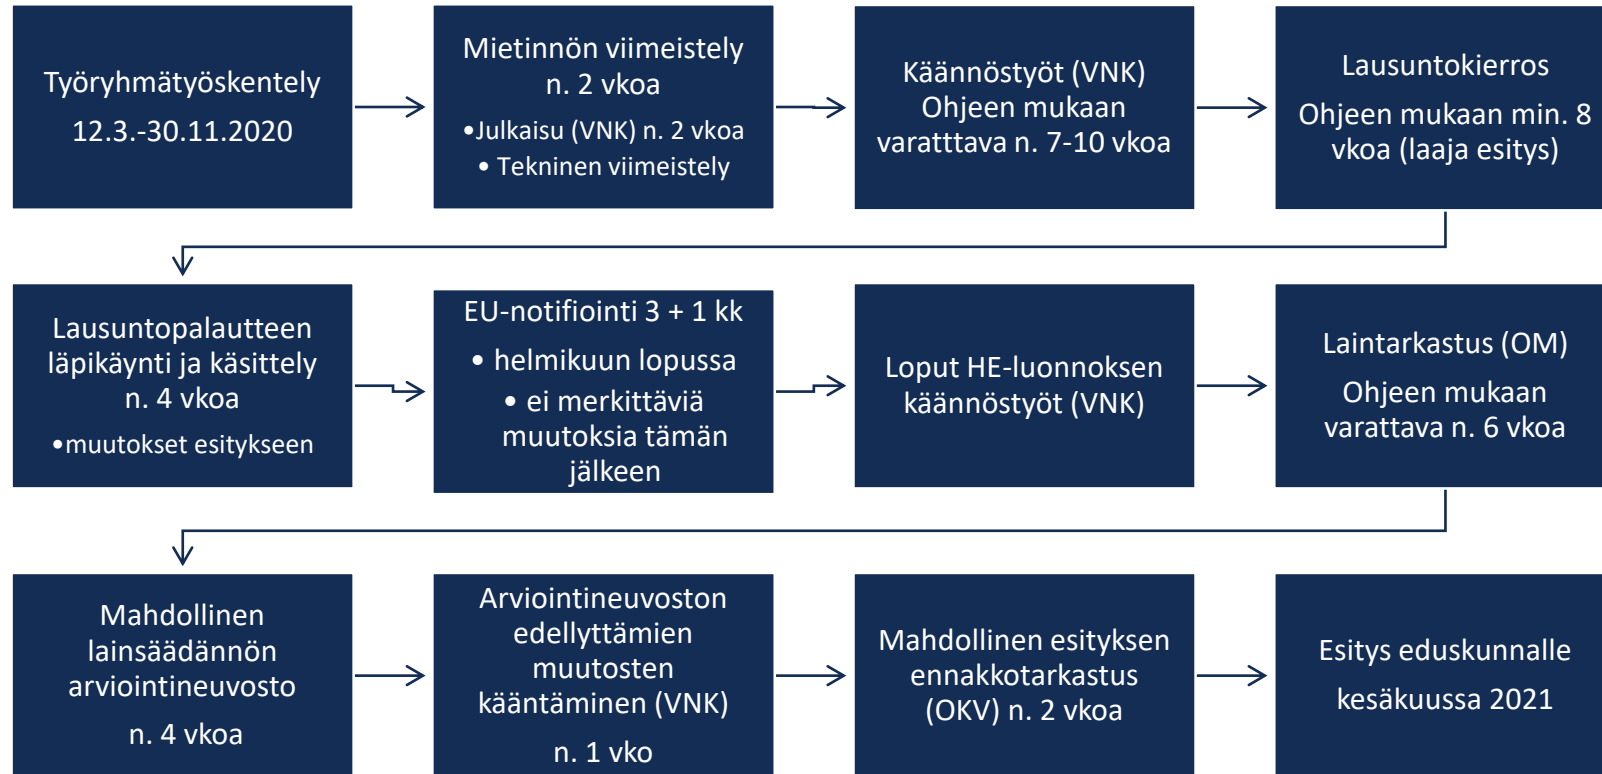 Työryhmätyöskentely
12.3.-30.11.2020
Mietinnön viimeistely
n. 2 vkoa
•Julkaisu (VNK) n. 2 vkoa
• Tekninen viimeistely
Käännöstyöt (VNK)
Ohjeen mukaan
varatttava n. 7-10 vkoa
Lausuntokierros
Ohjeen mukaan min. 8
vkoa (laaja esitys)
Lausuntopalautteen
läpikäynti ja käsittely
n. 4 vkoa
•muutokset esitykseen
EU-notifiointi 3 + 1 kk
• helmikuun lopussa
• ei merkittäviä
muutoksia tämän
jälkeen
Loput HE-luonnoksen
käännöstyöt (VNK)
Laintarkastus (OM)
Ohjeen mukaan
varattava n. 6 vkoa
Mahdollinen
lainsäädännön
arviointineuvosto
n. 4 vkoa
Arviointineuvoston
edellyttämien
muutosten
kääntäminen (VNK)
n. 1 vko
Mahdollinen esityksen
ennakkotarkastus
(OKV) n. 2 vkoa
Esitys eduskunnalle
kesäkuussa 2021